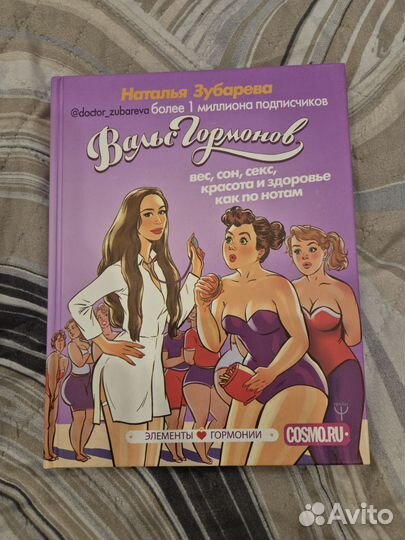 Наталья Зубарева
@doctor_zubareva более 1 миллиона подписчиков
Вальс Гормонов
вес, сон, секс,
красота и здоровье
как по нотам
ЭЛЕМЕНТЫ ГОРМОНИИ
COSMO.RU
Avito